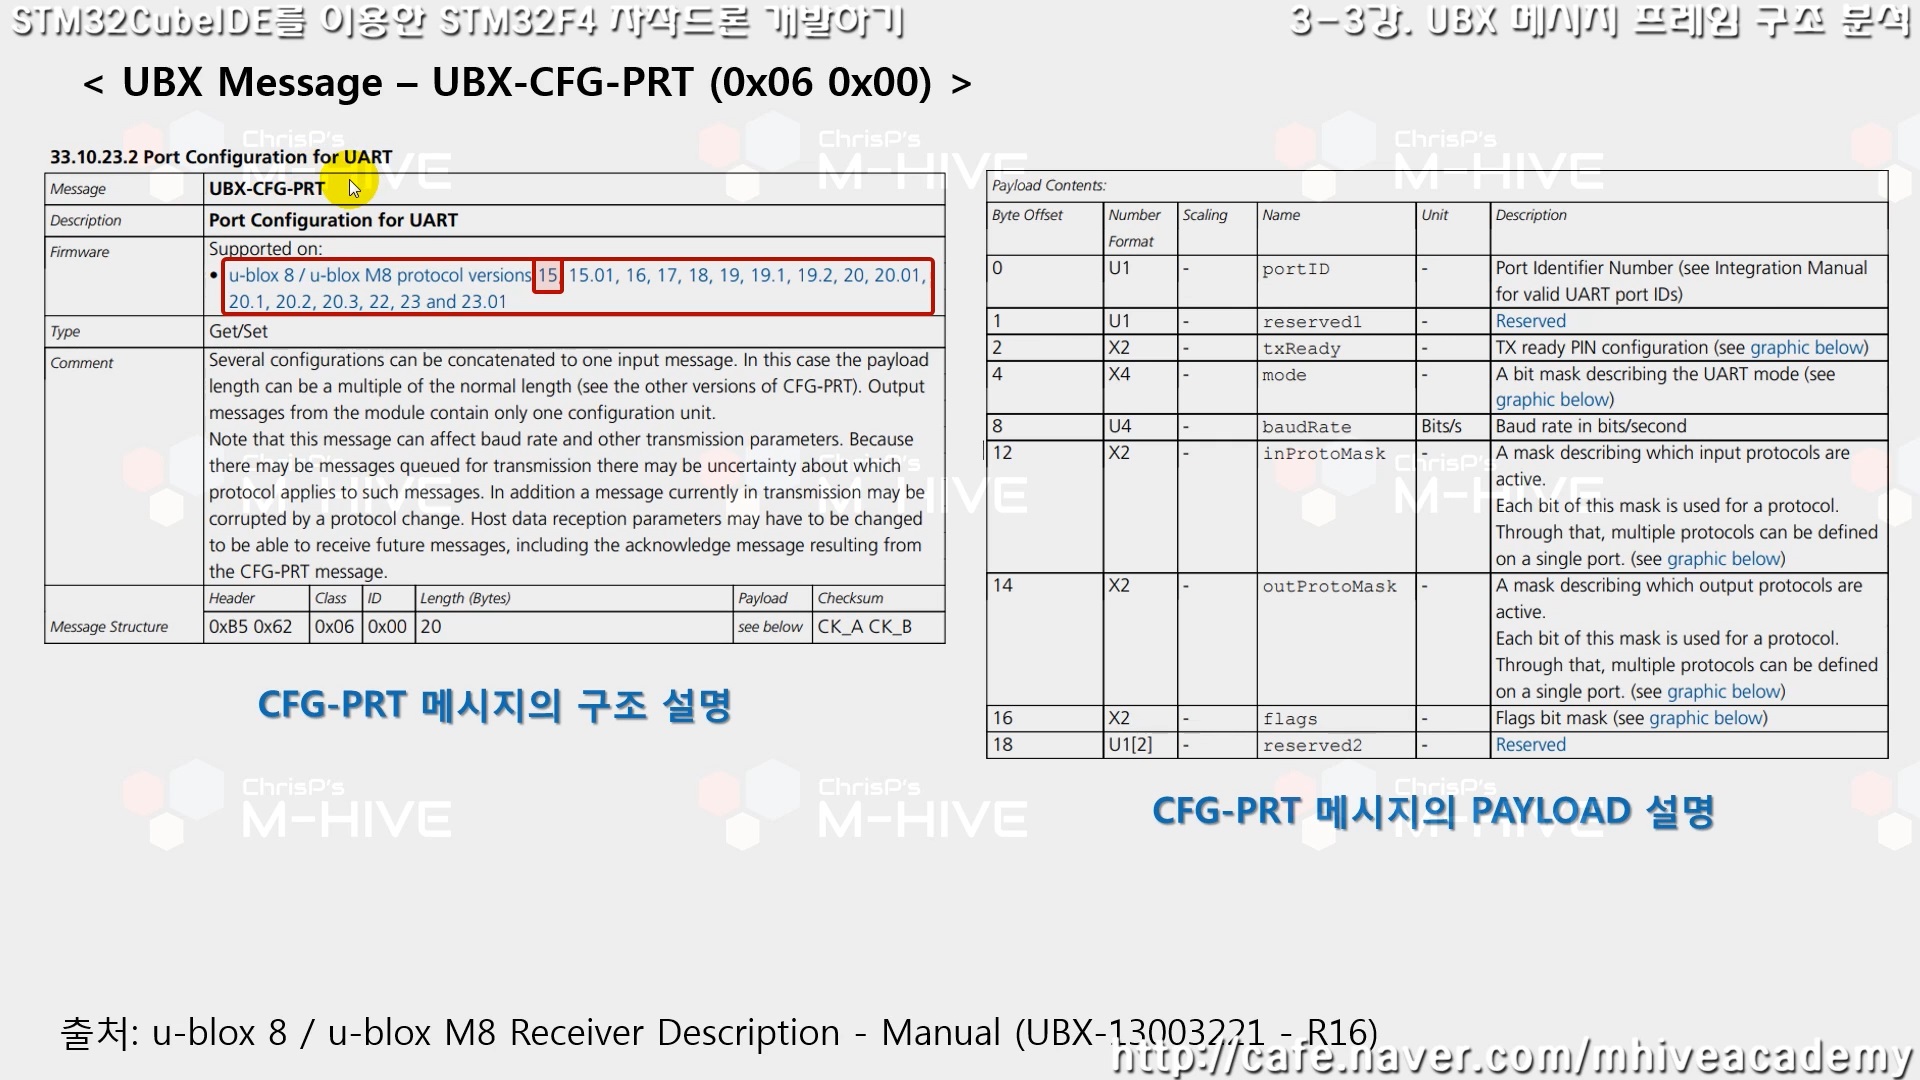 STM32CubeIDE를 이용한 STM32F4 자작드론 개발하기
3-3강. UBX 메시지 프레임 구조 분석
< UBX Message – UBX-CFG-PRT (0x06 0x00) >
33.10.23.2 Port Configuration for UART
Message UBX-CFG-PRT
Description Port Configuration for UART
Firmware Supported on:
• u-blox 8 / u-blox M8 protocol versions 15, 15.01, 16, 17, 18, 19, 19.1, 19.2, 20, 20.01,
20.1, 20.2, 20.3, 22, 23 and 23.01
Type Get/Set
Comment Several configurations can be concatenated to one input message. In this case the payload
length can be a multiple of the normal length (see the other versions of CFG-PRT). Output
messages from the module contain only one configuration unit.
Note that this message can affect baud rate and other transmission parameters. Because
there may be messages queued for transmission there may be uncertainty about which
protocol applies to such messages. In addition a message currently in transmission may be
corrupted by a protocol change. Host data reception parameters may have to be changed
to be able to receive future messages, including the acknowledge message resulting from
the CFG-PRT message.
Header Class ID Length (Bytes) Payload Checksum
Message Structure 0xB5 0x62 0x06 0x00 20 see below CK_A CK_B
CFG-PRT 메시지의 구조 설명
Payload Contents:
Byte Offset Number Scaling Name Unit Description
Format
0 U1 - portID - Port Identifier Number (see Integration Manual
for valid UART port IDs)
1 U1 - reserved1 - Reserved
2 X2 - txReady - TX ready PIN configuration (see graphic below)
4 X4 - mode - A bit mask describing the UART mode (see
graphic below)
8 U4 - baudRate Bits/s Baud rate in bits/second
12 X2 - inProtoMask - A mask describing which input protocols are
active.
Each bit of this mask is used for a protocol.
Through that, multiple protocols can be defined
on a single port. (see graphic below)
14 X2 - outProtoMask - A mask describing which output protocols are
active.
Each bit of this mask is used for a protocol.
Through that, multiple protocols can be defined
on a single port. (see graphic below)
16 X2 - flags - Flags bit mask (see graphic below)
18 U1[2] - reserved2 - Reserved
CFG-PRT 메시지의 PAYLOAD 설명
ChrisP's
M-HIVE
ChrisP's
M-HIVE
ChrisP's
M-HIVE
출처: u-blox 8 / u-blox M8 Receiver Description - Manual (UBX-13003221 - R16)
http://cafe.naver.com/mhiveacademy